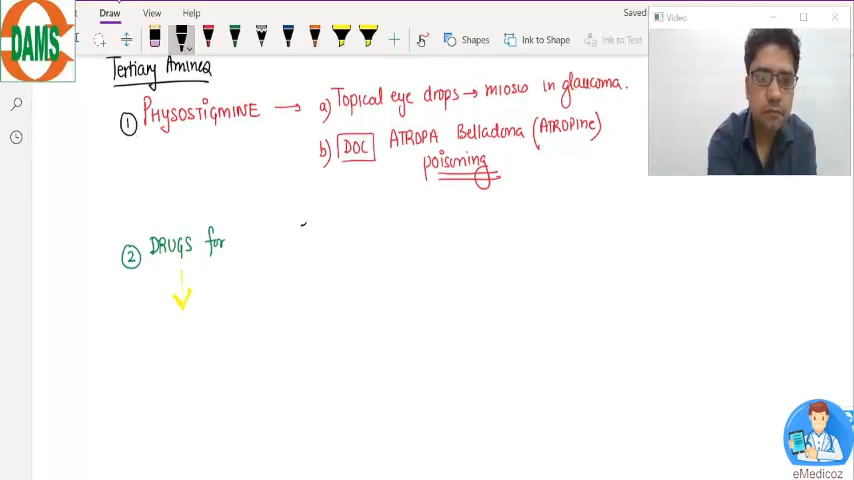 DAMS
Draw View Help Saved
Video
Shapes Ink to Shape Ink to Text
Tertiary Amines
① PHYSOSTIGMINE → a) Topical eye drops → miosis in glaucoma.
b) DOC ATROPA Belladona (ATROPINE)
poisoning
② DRUGS for
eMedicoz